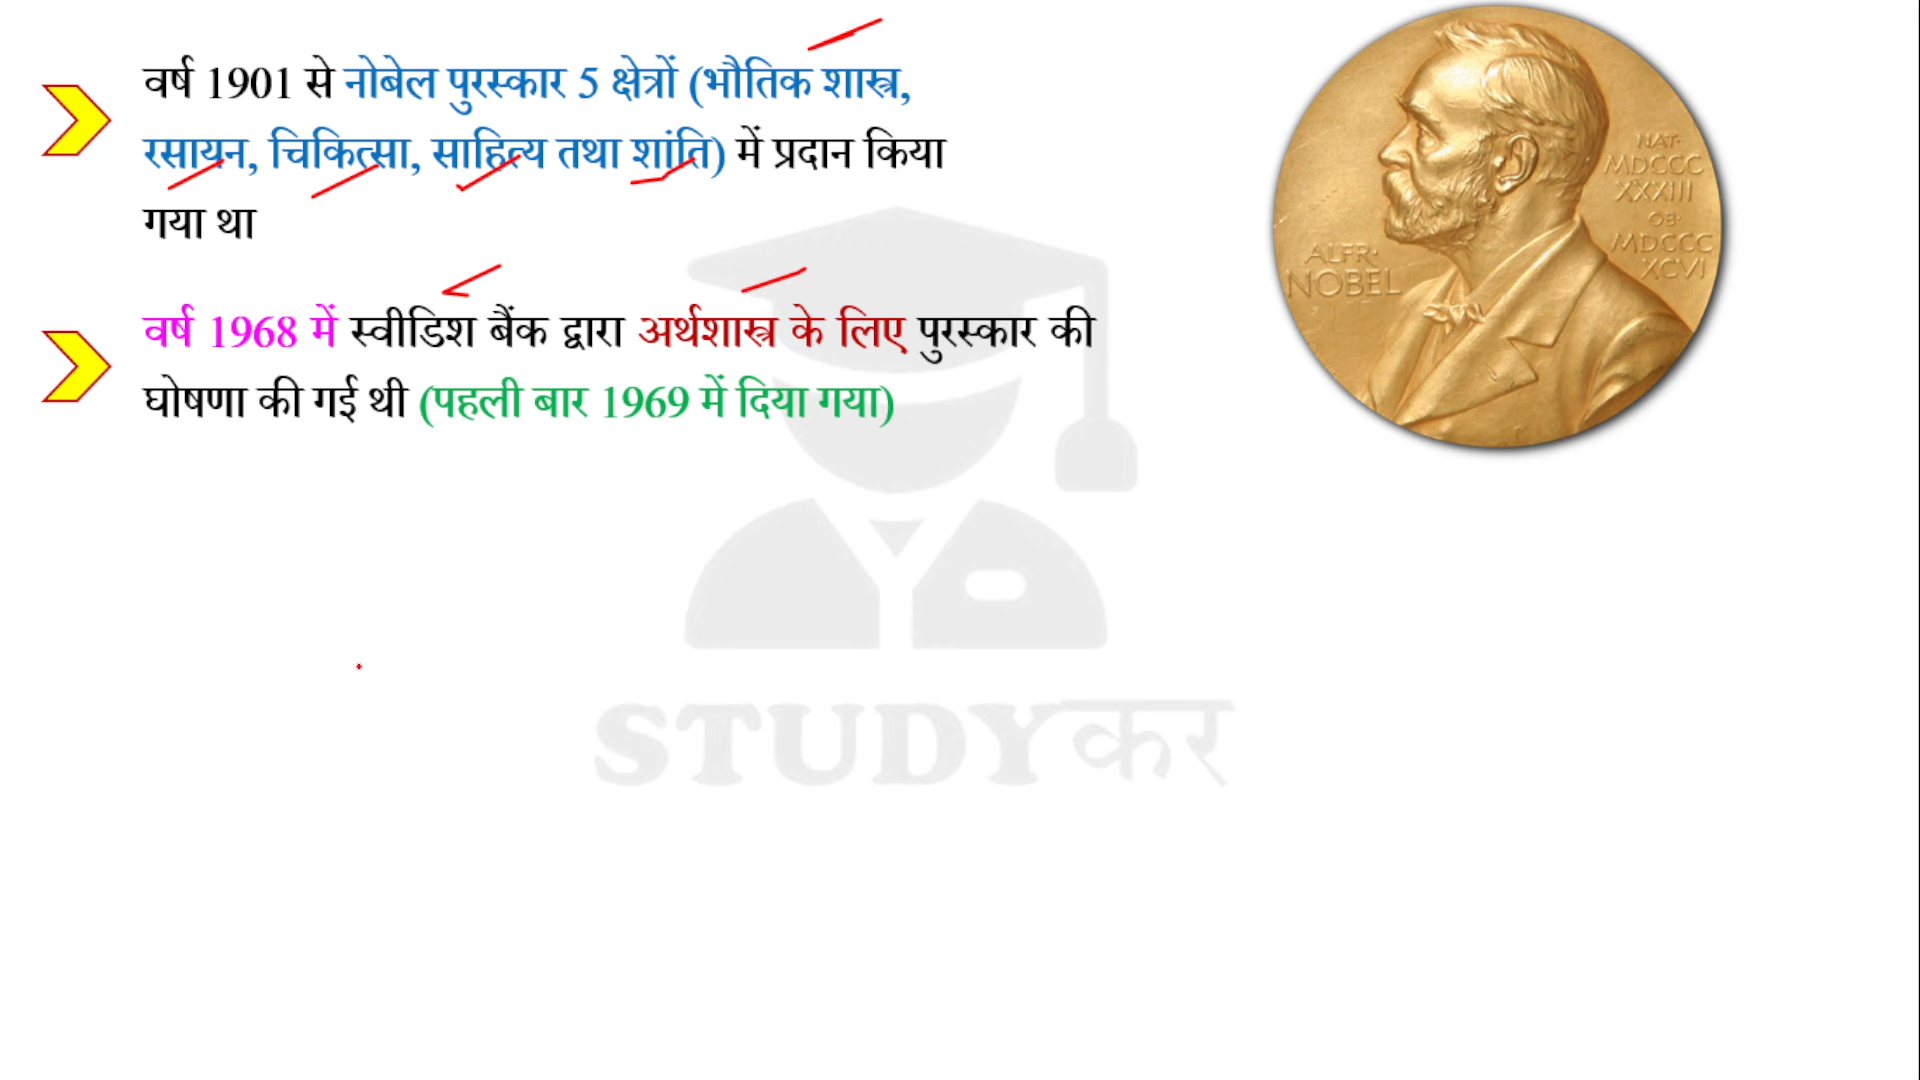 वर्ष 1901 से नोबेल पुरस्कार 5 क्षेत्रों (भौतिक शास्त्र,
रसायन, चिकित्सा, साहित्य तथा शांति) में प्रदान किया
गया था
वर्ष 1968 में स्वीडिश बैंक द्वारा अर्थशास्त्र के लिए पुरस्कार की
घोषणा की गई थी (पहली बार 1969 में दिया गया)
ALFR·
NOBEL
NAT·
MDCCC
XXXIII
OB·
MDCCC
XCVI
STUDYकर